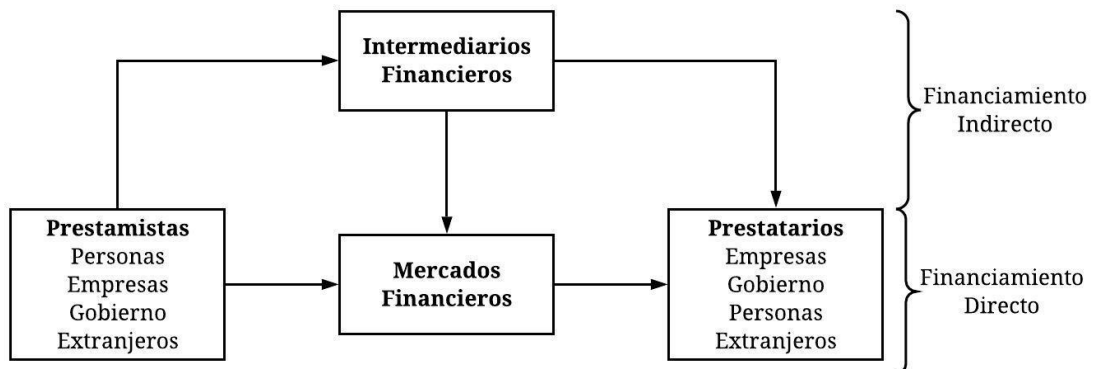 Intermediarios
Financieros
Financiamiento
Indirecto
Prestamistas
Personas
Empresas
Gobierno
Extranjeros
Mercados
Financieros
Prestatarios
Empresas
Gobierno
Personas
Extranjeros
Financiamiento
Directo